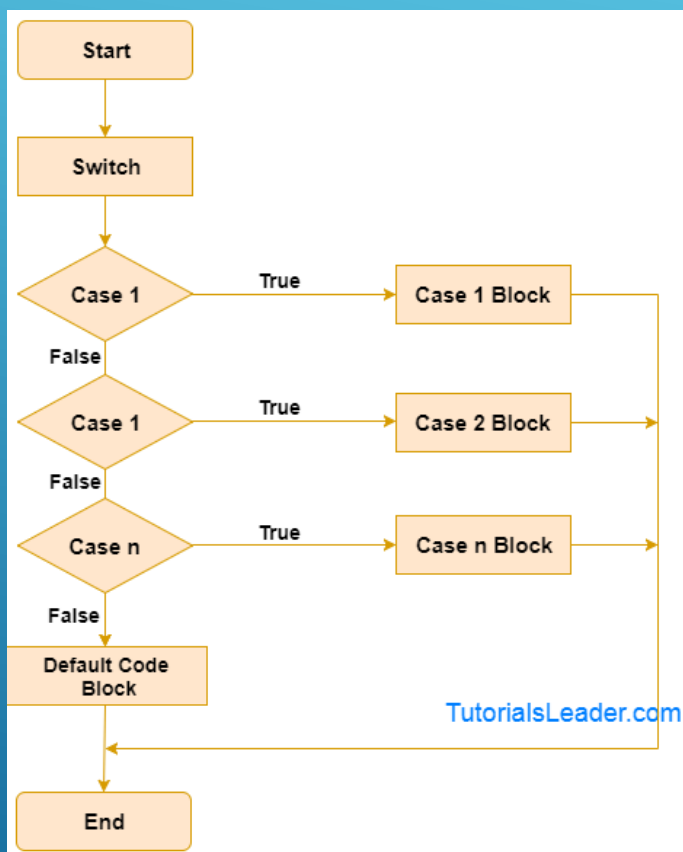 Start
Switch
Case 1
True
Case 1 Block
False
Case 1
True
Case 2 Block
False
Case n
True
Case n Block
False
Default Code
Block
TutorialsLeader.com
End